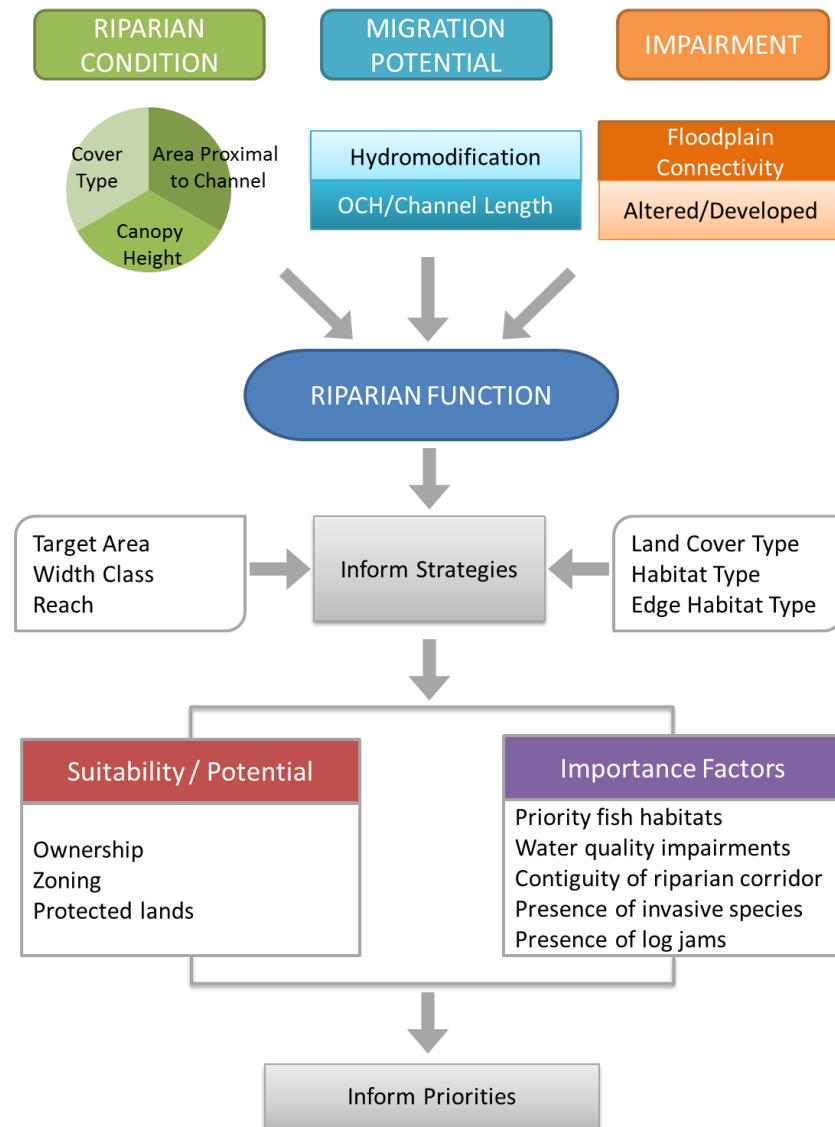 RIPARIAN
CONDITION
MIGRATION
POTENTIAL
IMPAIRMENT
Cover
Type
Area Proximal
to Channel
Canopy
Height
Hydromodification
OCH/Channel Length
Floodplain
Connectivity
Altered/Developed
RIPARIAN FUNCTION
Target Area
Width Class
Reach
Inform Strategies
Land Cover Type
Habitat Type
Edge Habitat Type
Suitability / Potential
Ownership
Zoning
Protected lands
Importance Factors
Priority fish habitats
Water quality impairments
Contiguity of riparian corridor
Presence of invasive species
Presence of log jams
Inform Priorities